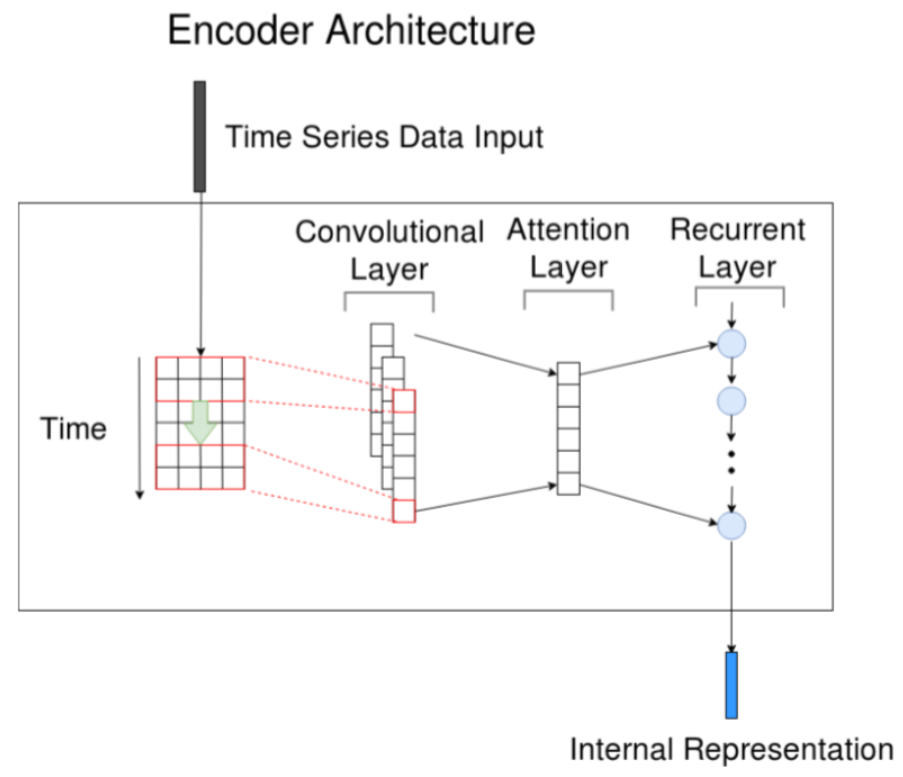 Encoder Architecture
Time Series Data Input
Convolutional
Layer
Attention
Layer
Recurrent
Layer
Time
Internal Representation